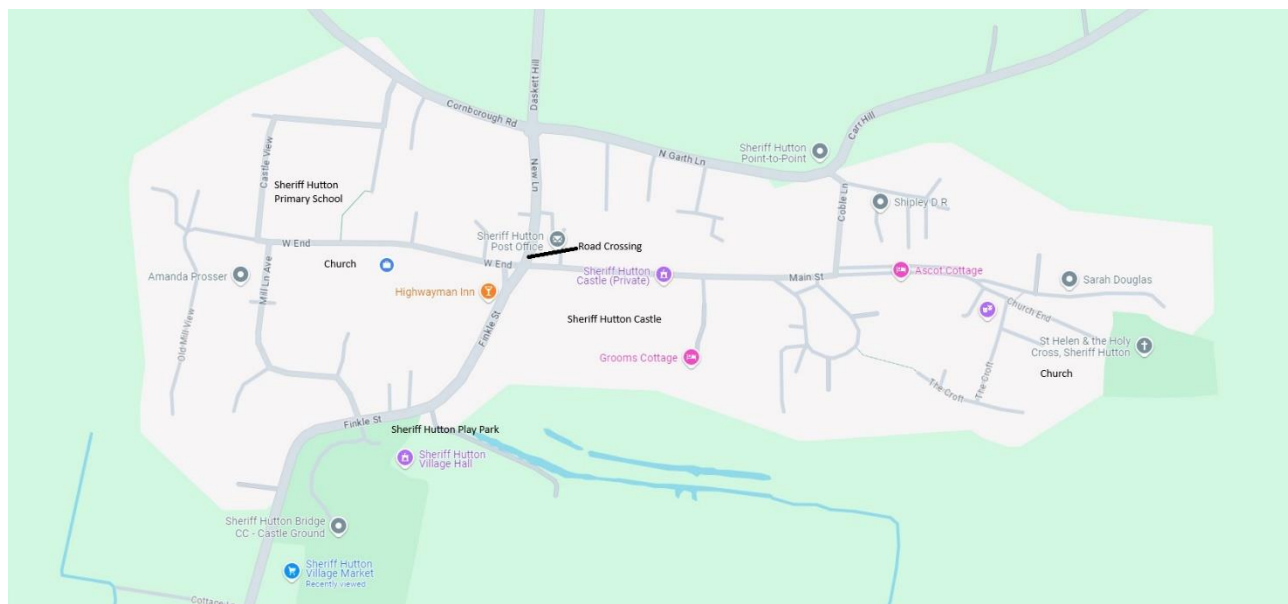 Daskett Hill
Cornborough Rd
Cart Hill
Sheriff Hutton
Point-to-Point
N Garth Ln
Castle View
New Ln
Sheriff Hutton
Primary School
Coble Ln
Shipley D.R
Sheriff Hutton
Post Office
Road Crossing
W End
Church
W End
Amanda Prosser
Mill Ln Ave
Sheriff Hutton
Castle (Private)
Main St
Ascot Cottage
Sarah Douglas
Highwayman Inn
Old Mill View
Finkle St
Sheriff Hutton Castle
Church End
Grooms Cottage
St Helen & the Holy
Cross, Sheriff Hutton
The Croft
The Croft
Church
Finkle St
Sheriff Hutton Play Park
Sheriff Hutton
Village Hall
Sheriff Hutton Bridge
CC - Castle Ground
Sheriff Hutton
Village Market
Recently viewed